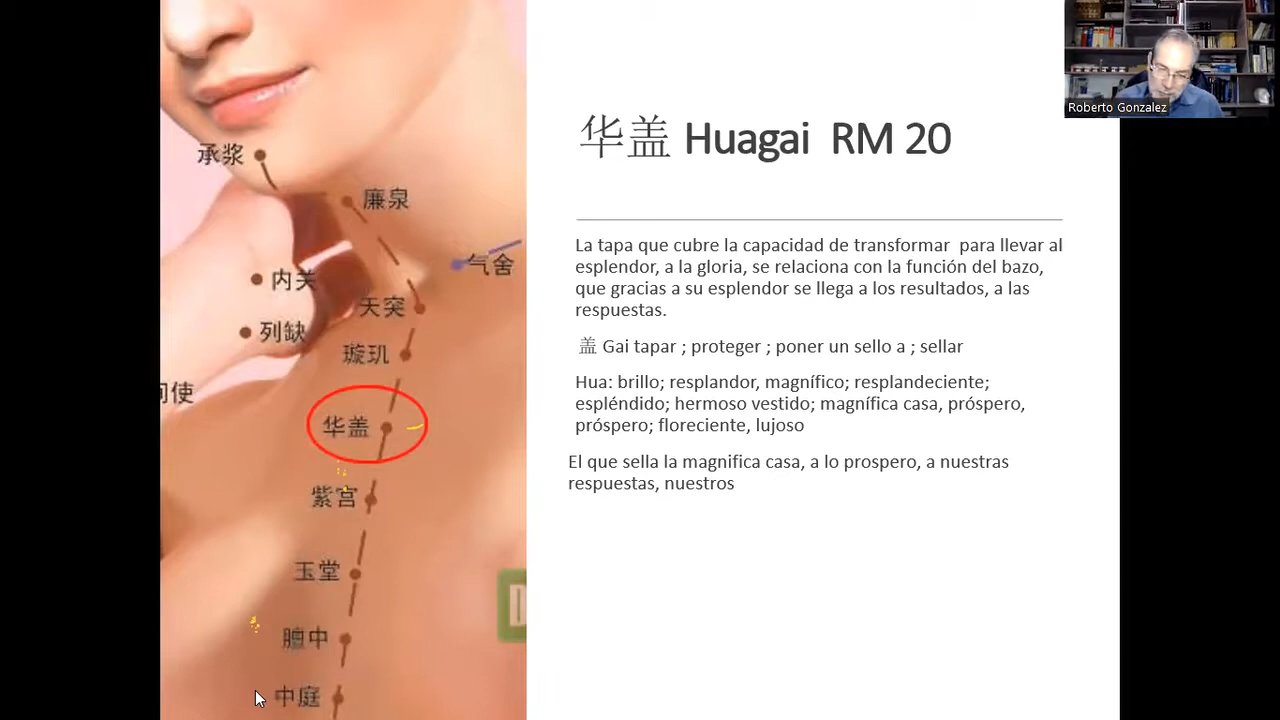 承浆
廉泉
内关
气舍
天突
列缺
璇玑
间使
华盖
紫宫
玉堂
膻中
中庭
华盖 Huagai RM 20
La tapa que cubre la capacidad de transformar para llevar al
esplendor, a la gloria, se relaciona con la función del bazo,
que gracias a su esplendor se llega a los resultados, a las
respuestas.
盖 Gai tapar ; proteger ; poner un sello a ; sellar
Hua: brillo; resplandor, magnífico; resplandeciente;
espléndido; hermoso vestido; magnífica casa, próspero,
próspero; floreciente, lujoso
El que sella la magnifica casa, a lo prospero, a nuestras
respuestas, nuestros
Roberto Gonzalez